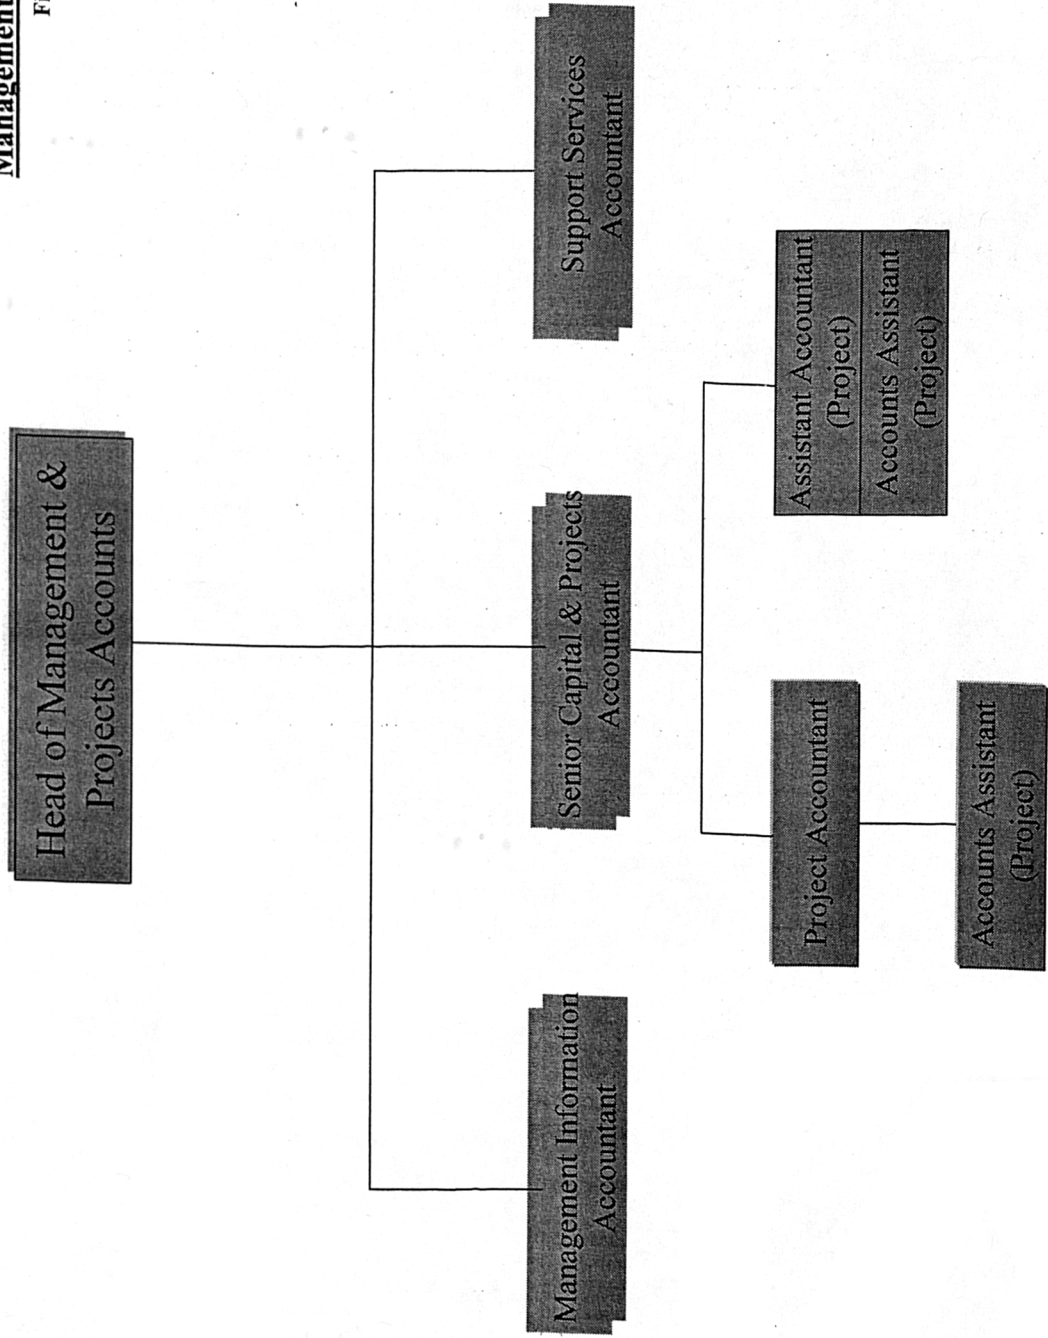 Management
Head of Management &
Projects Accounts
Management Information
Accountant
Senior Capital & Projects
Accountant
Support Services
Accountant
Project Accountant
Assistant Accountant
(Project)
Accounts Assistant
(Project)
Accounts Assistant
(Project)